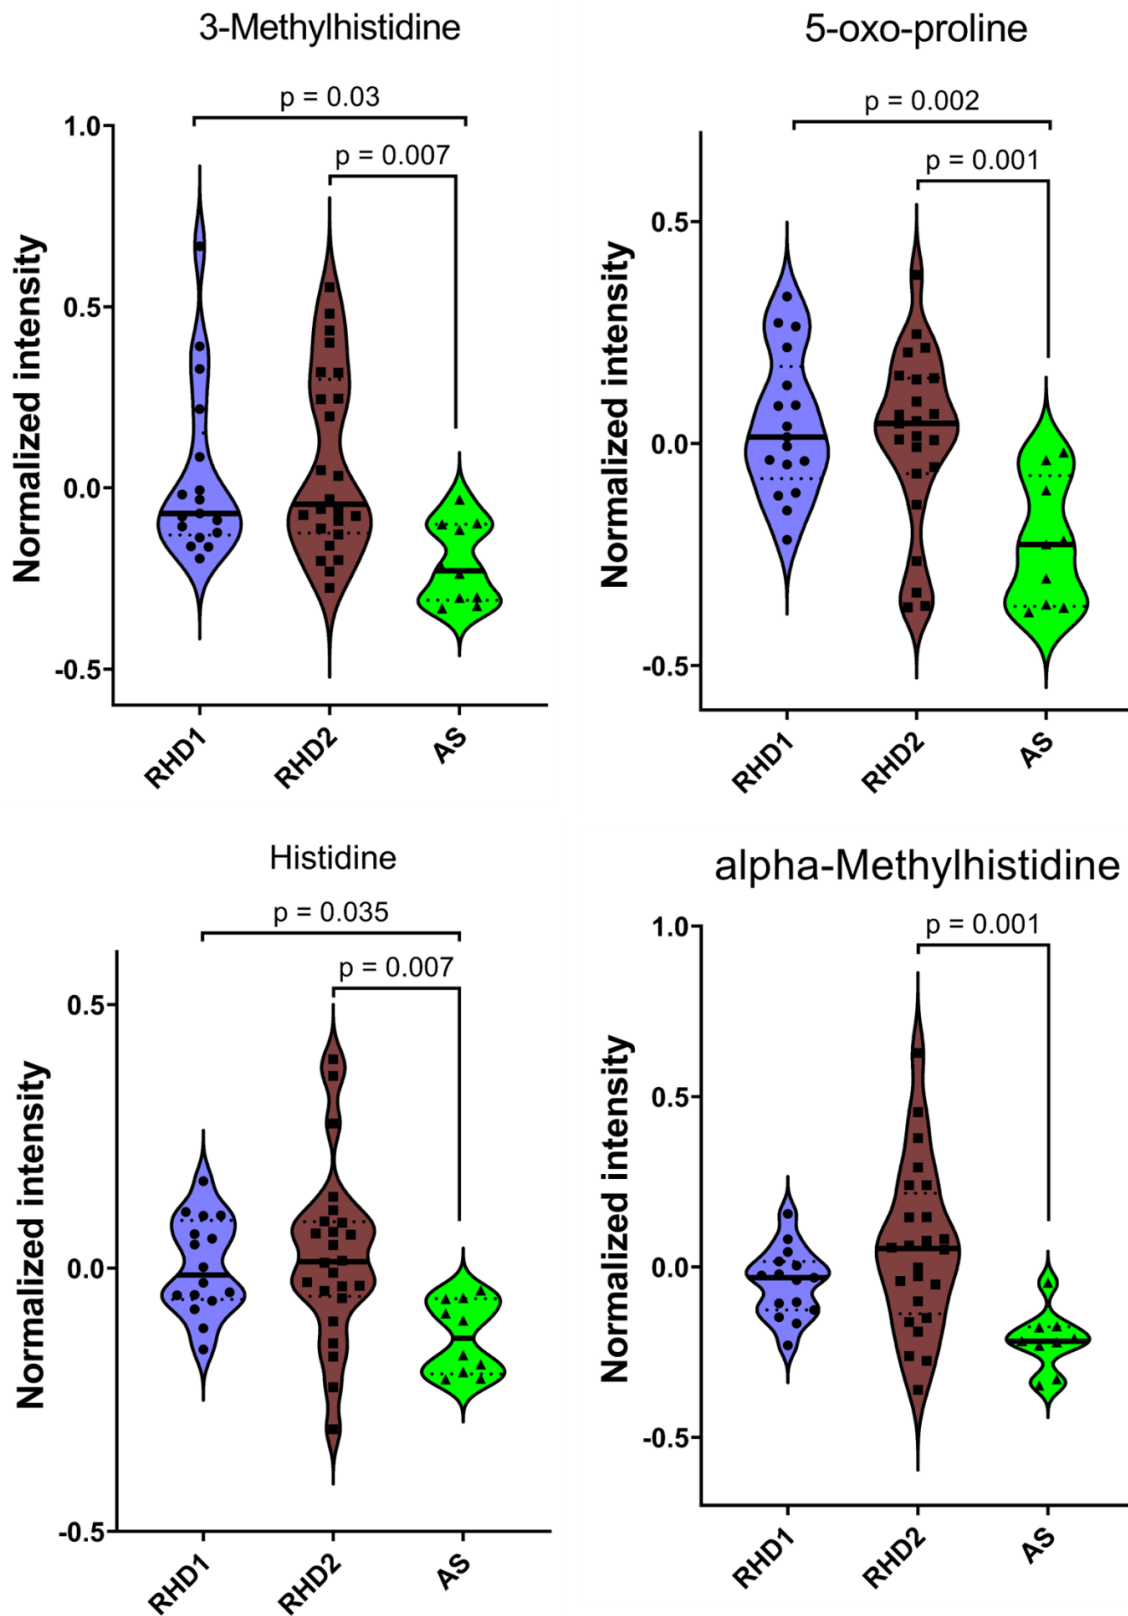 3-Methylhistidine
p = 0.03
p = 0.007
1.0
0.5
0.0
-0.5
Normalized intensity
RHD1
RHD2
AS
5-oxo-proline
p = 0.002
p = 0.001
0.5
0.0
-0.5
Normalized intensity
RHD1
RHD2
AS
Histidine
p = 0.035
p = 0.007
0.5
0.0
-0.5
Normalized intensity
RHD1
RHD2
AS
alpha-Methylhistidine
p = 0.001
1.0
0.5
0.0
-0.5
Normalized intensity
RHD1
RHD2
AS